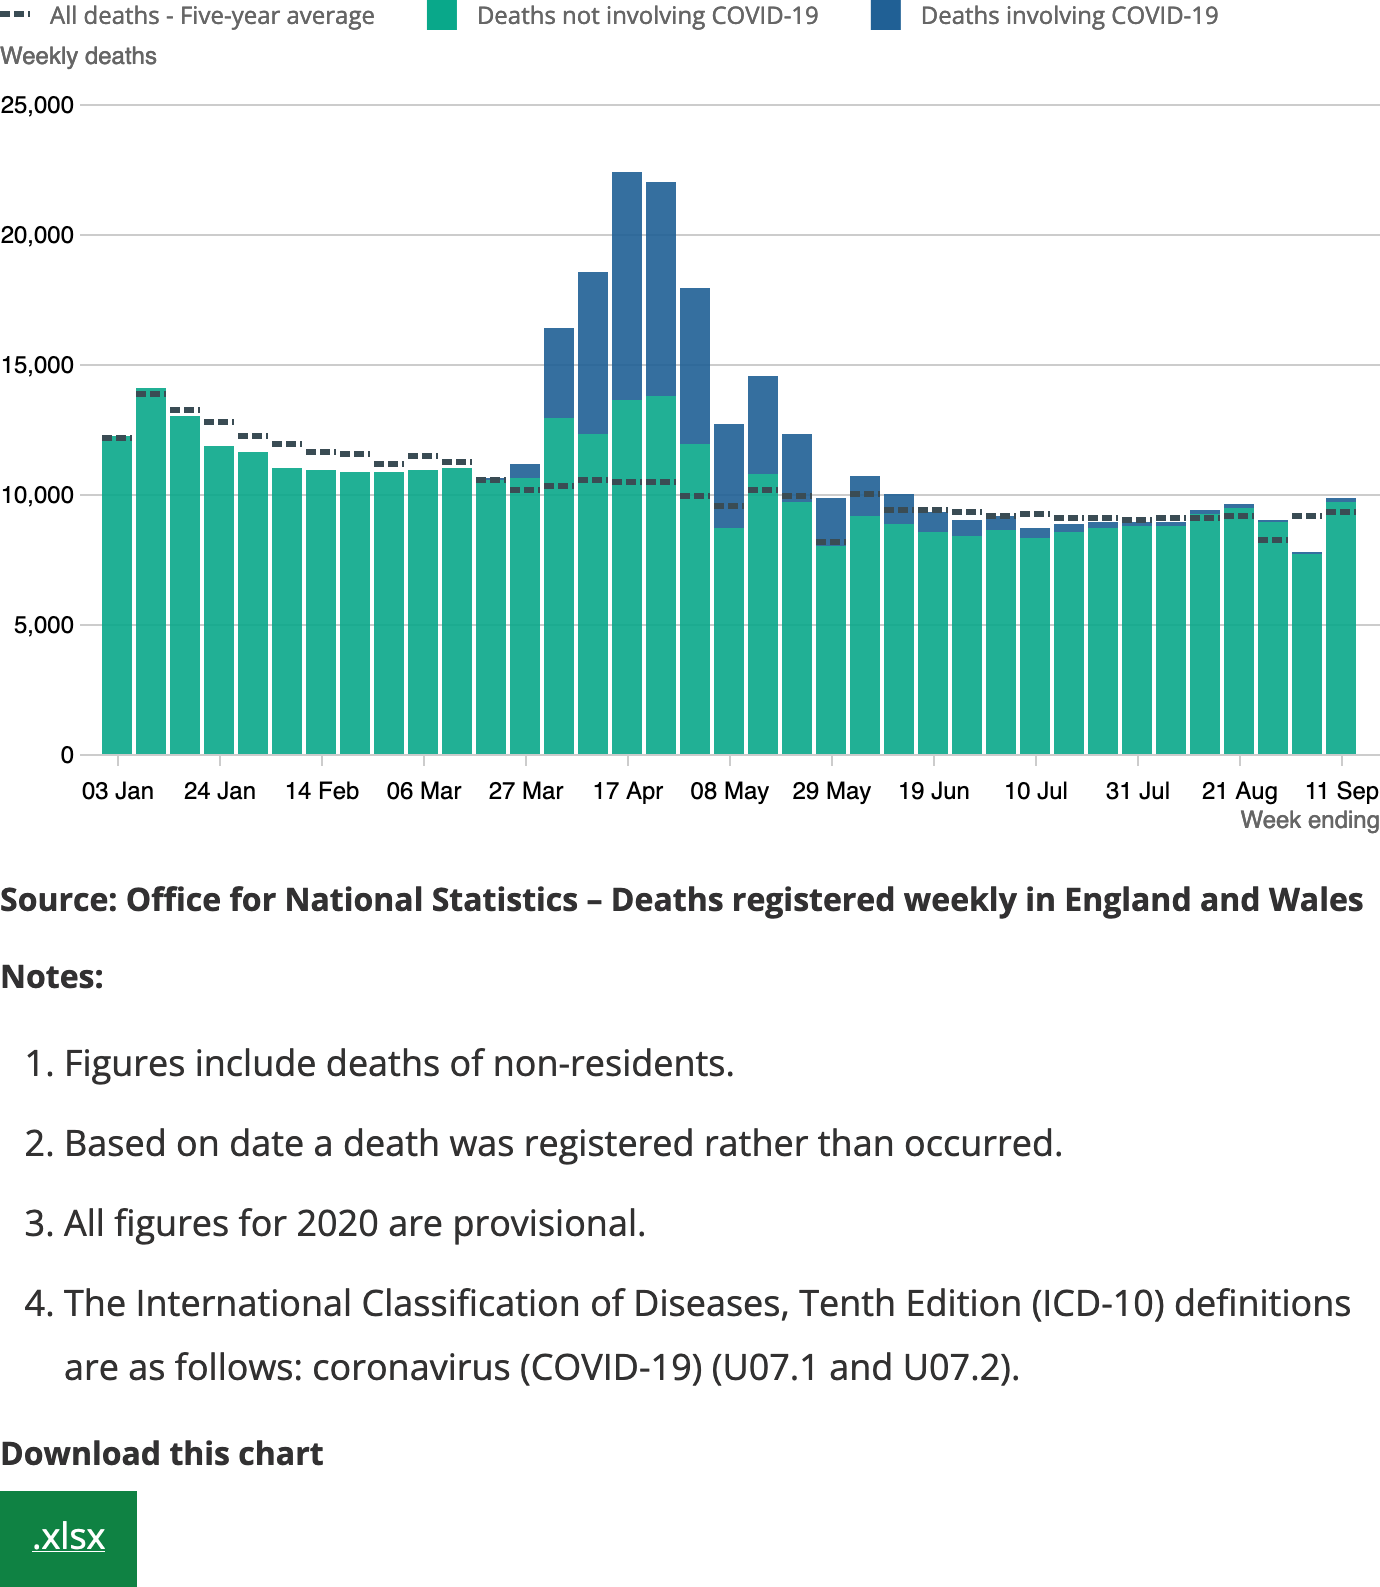 All deaths - Five-year average Deaths not involving COVID-19 Deaths involving COVID-19
Weekly deaths
25,000
20,000
15,000
10,000
5,000
0
03 Jan 24 Jan 14 Feb 06 Mar 27 Mar 17 Apr 08 May 29 May 19 Jun 10 Jul 31 Jul 21 Aug 11 Sep
Week ending
Source: Office for National Statistics – Deaths registered weekly in England and Wales
Notes:
1. Figures include deaths of non-residents.
2. Based on date a death was registered rather than occurred.
3. All figures for 2020 are provisional.
4. The International Classification of Diseases, Tenth Edition (ICD-10) definitions
are as follows: coronavirus (COVID-19) (U07.1 and U07.2).
Download this chart
.xlsx